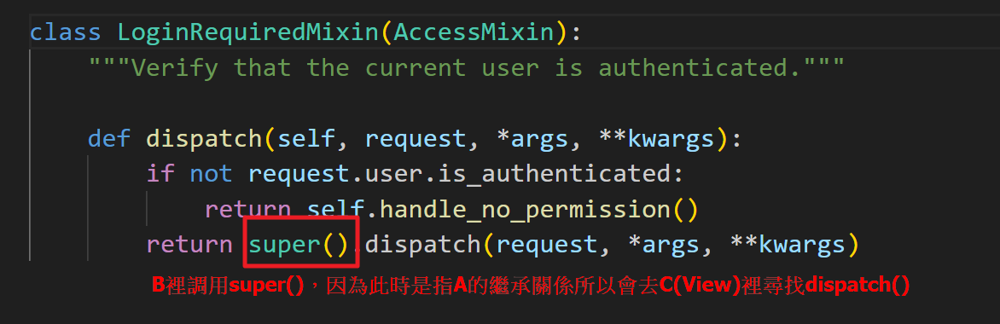 class LoginRequiredMixin(AccessMixin):
"""Verify that the current user is authenticated."""
def dispatch(self, request, *args, **kwargs):
if not request.user.is_authenticated:
return self.handle_no_permission()
return super().dispatch(request, *args, **kwargs)
B裡調用super()，因為此時是指A的繼承關係所以會去C(View)裡尋找dispatch()